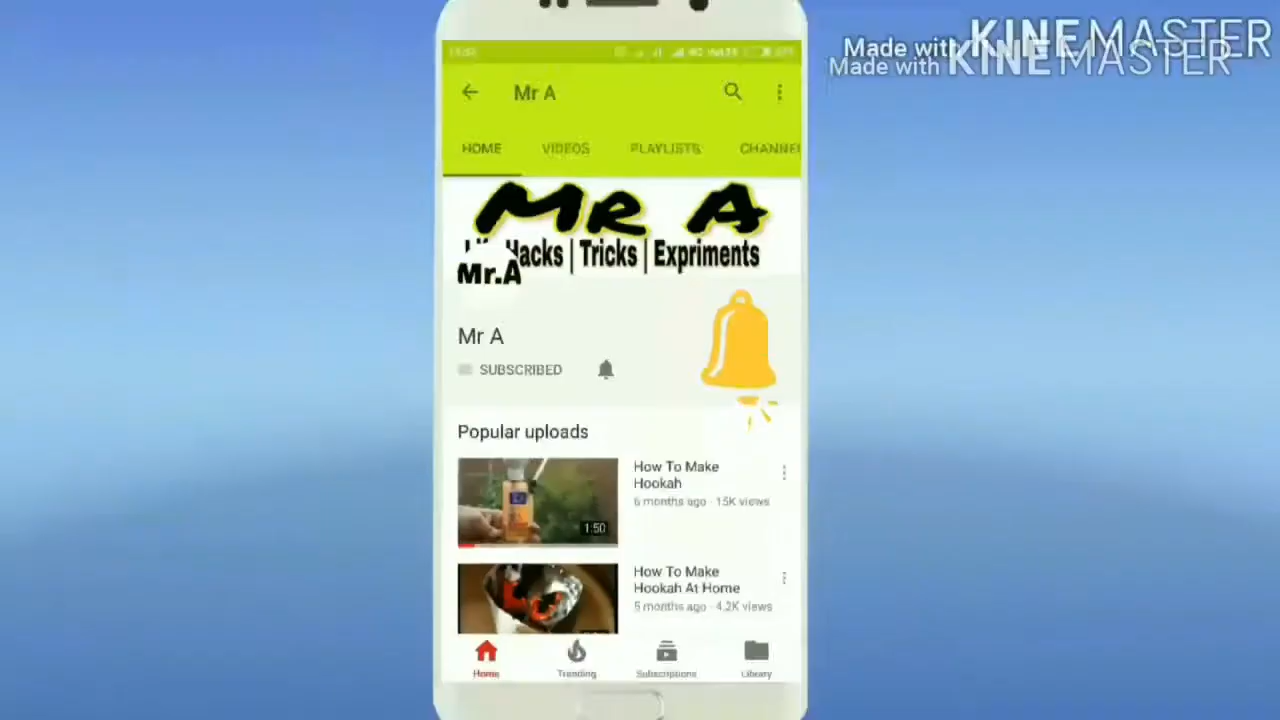 Made with KINEMASTER
Made with KINEMASTER
Mr A
HOME VIDEOS PLAYLISTS CHANNEL
Mr A
Hacks | Tricks | Expriments
Mr.A
Mr A
SUBSCRIBED
Popular uploads
How To Make
Hookah
6 months ago · 15K views
1:50
How To Make
Hookah At Home
5 months ago · 4.2K views
Home Trending Subscriptions Library